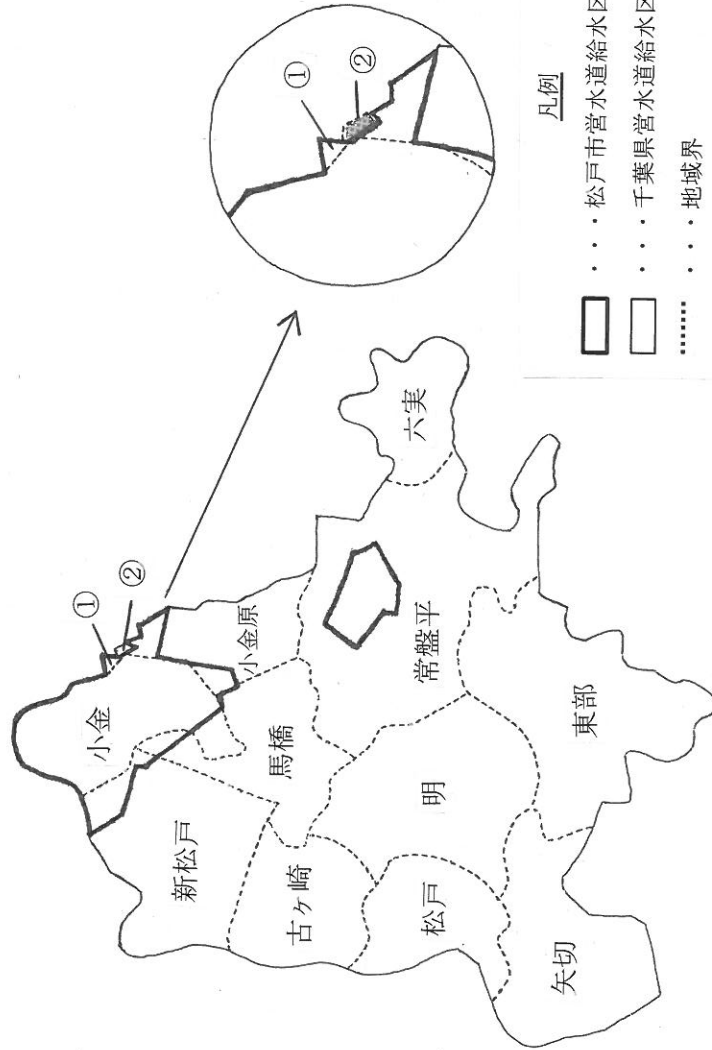 ①
②
小金
小金原
新松戸
馬橋
古ヶ崎
常盤平
六実
明
松戸
東部
矢切
①
②
凡例
・・・松戸市営水道給水区
・・・千葉県営水道給水区
・・・地域界